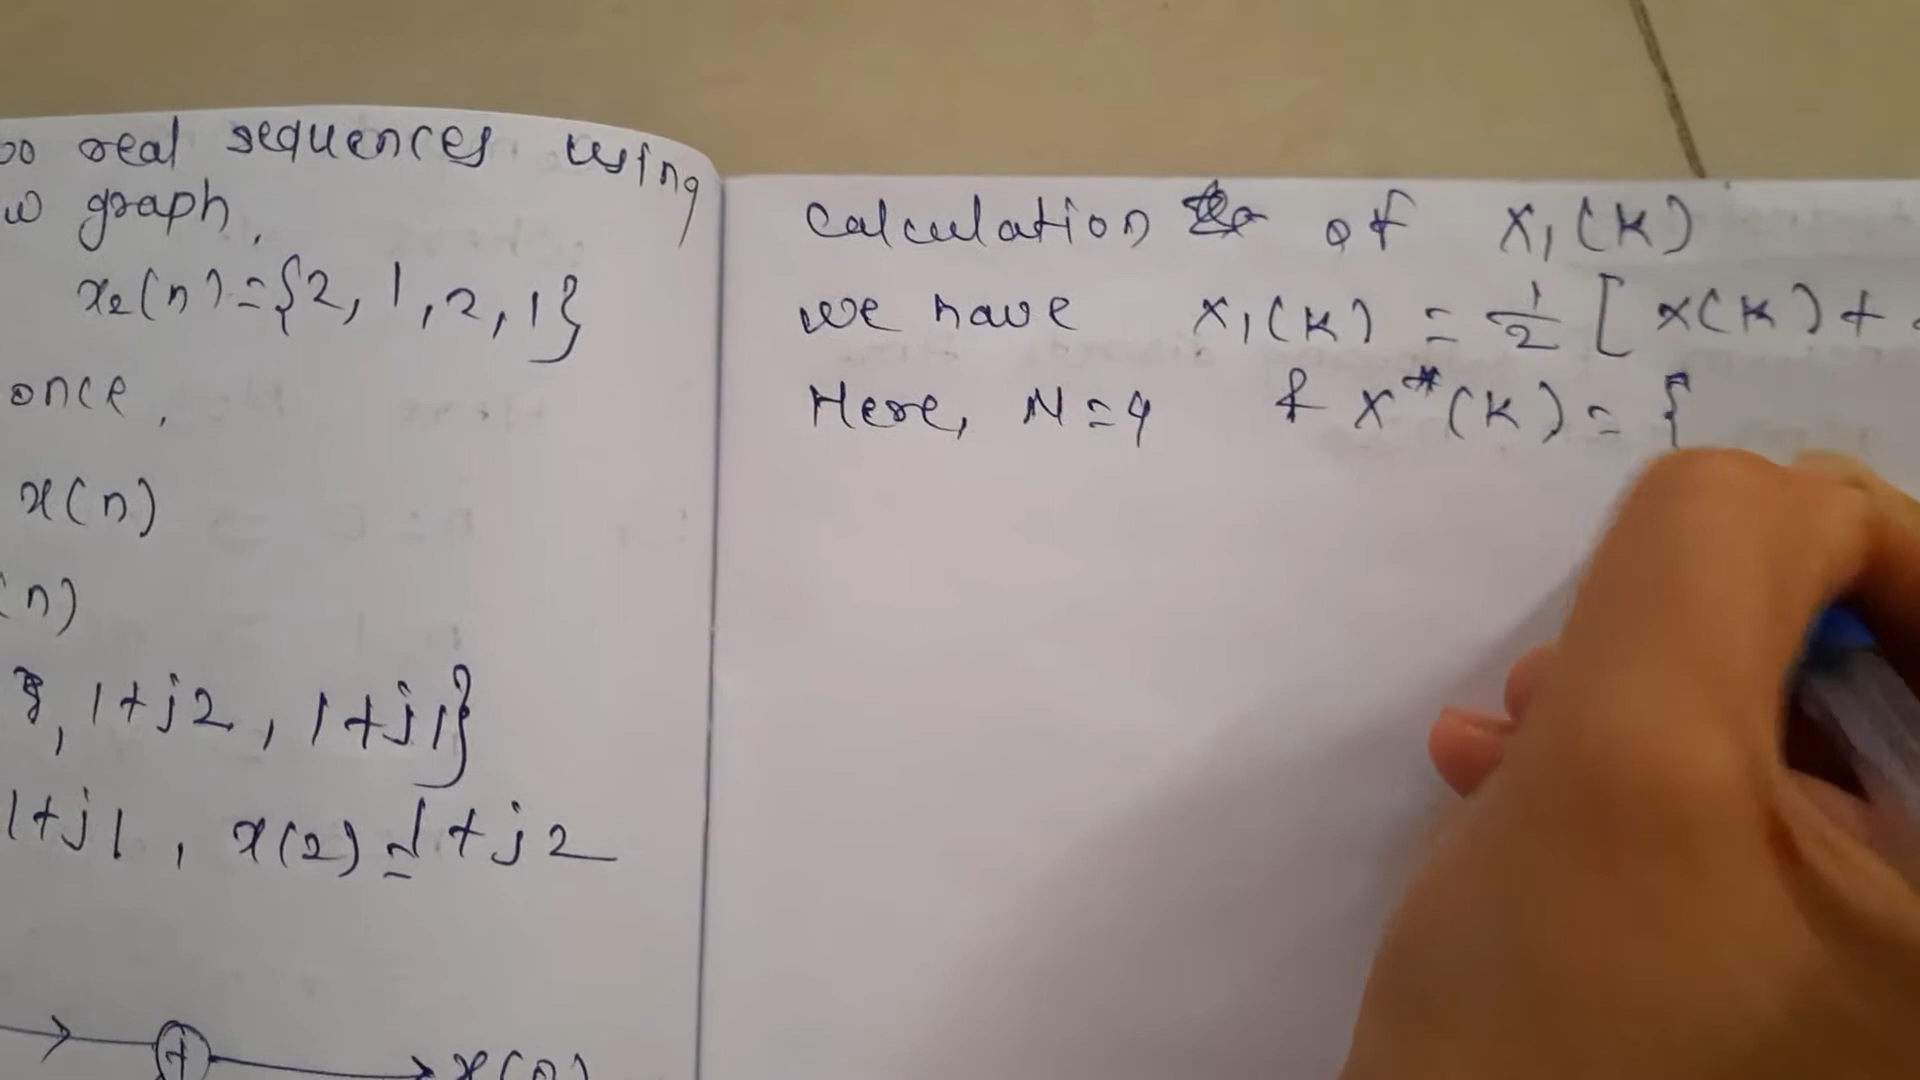 real sequences using
graph,
x₂(n) = {2, 1, 2, 1}
once,
x(n)
(n)
, 1+j2, 1+j1}
1+j1, x(2) = 1+j2
+ x(0)
Calculation of X₁(K)
we have X₁(K) = 1/2 [ X(K) +
Here, N=4 & X*(K) = {